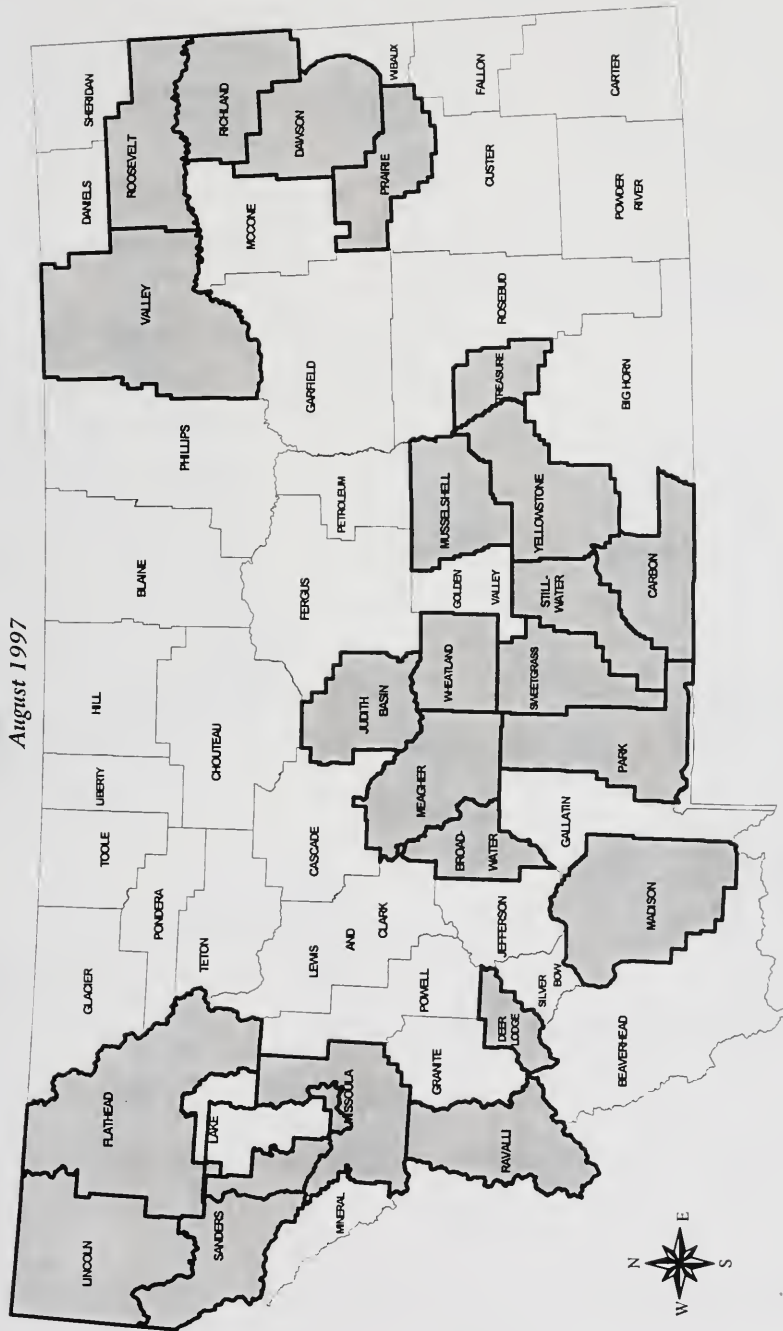 August 1997
LINCOLN
FLATHEAD
GLACIER
TOOLE
LIBERTY
HILL
BLAINE
PHILLIPS
VALLEY
DANIELS
SHERIDAN
ROOSEVELT
PONDERA
TETON
CHOUTEAU
SANDERS
LAKE
MISSOULA
MINERAL
LEWIS
AND
CLARK
CASCADE
JUDITH
BASIN
FERGUS
PETROLEUM
GARFIELD
MCCONE
RICHLAND
DAWSON
PRAIRIE
WIBAUX
POWELL
GRANITE
RAVALLI
DEER
LODGE
SILVER
BOW
JEFFERSON
BROAD-
WATER
MEAGHER
WHEATLAND
GOLDEN
VALLEY
MUSSELSHELL
TREASURE
ROSEBUD
CUSTER
FALLON
BEAVERHEAD
MADISON
GALLATIN
PARK
SWEETGRASS
STILL-
WATER
YELLOWSTONE
CARBON
BIG HORN
POWDER
RIVER
CARTER
N
W
E
S